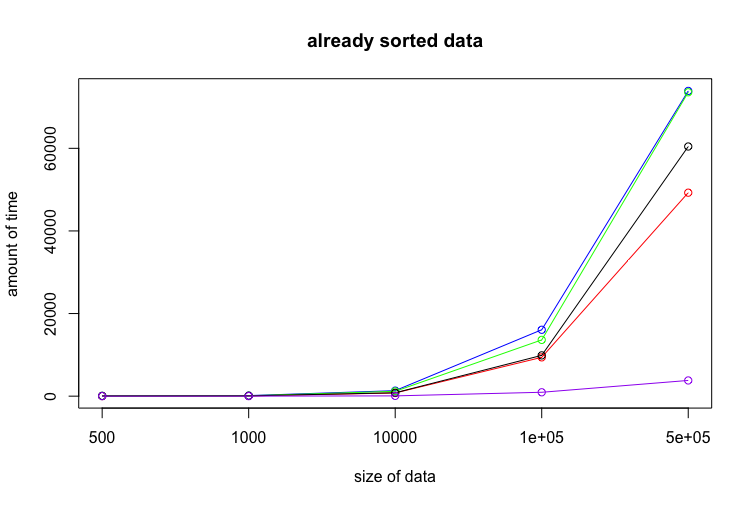 already sorted data
amount of time
60000
40000
20000
0
500 1000 10000 1e+05 5e+05
size of data